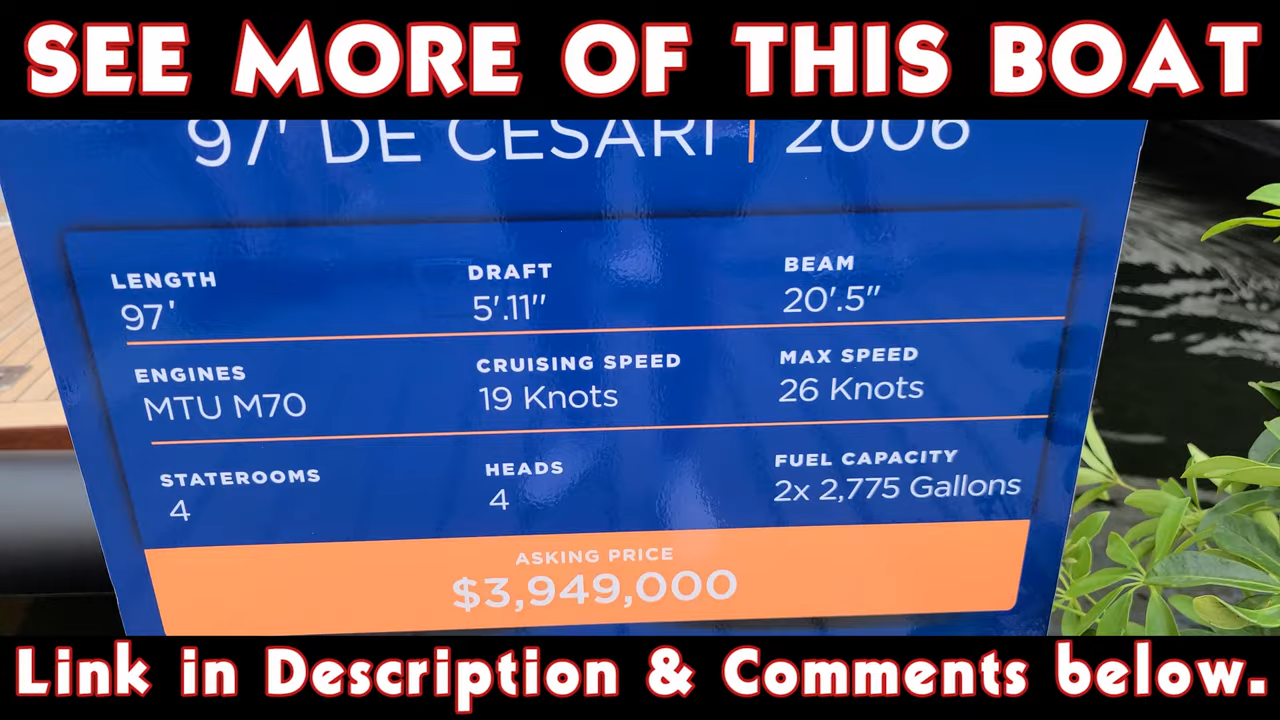 SEE MORE OF THIS BOAT
97' DE CESARI | 2006
LENGTH DRAFT BEAM
97' 5'.11" 20'.5"
ENGINES CRUISING SPEED MAX SPEED
MTU M70 19 Knots 26 Knots
STATEROOMS HEADS FUEL CAPACITY
4 4 2x 2,775 Gallons
ASKING PRICE
$3,949,000
Link in Description & Comments below.